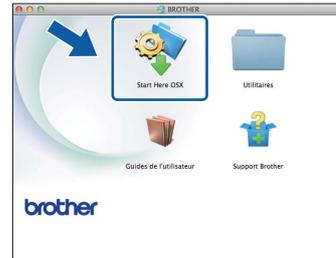 BROTHER
Start Here OSX
Utilitaires
Guides de l'utilisateur
Support Brother
brother